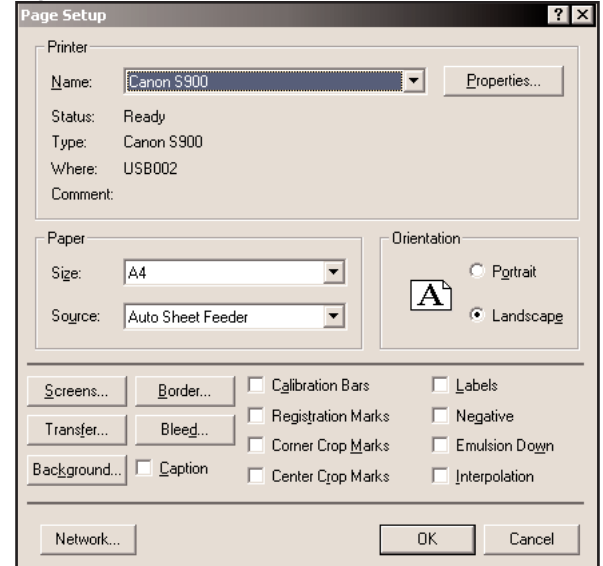 Page Setup
Printer
Name: Canon S900 Properties...
Status: Ready
Type: Canon S900
Where: USB002
Comment:
Paper
Size: A4
Source: Auto Sheet Feeder
Orientation
A
Portrait
Landscape
Screens... Border...
Transfer... Bleed...
Background... Caption
Calibration Bars
Registration Marks
Corner Crop Marks
Center Crop Marks
Labels
Negative
Emulsion Down
Interpolation
Network... OK Cancel